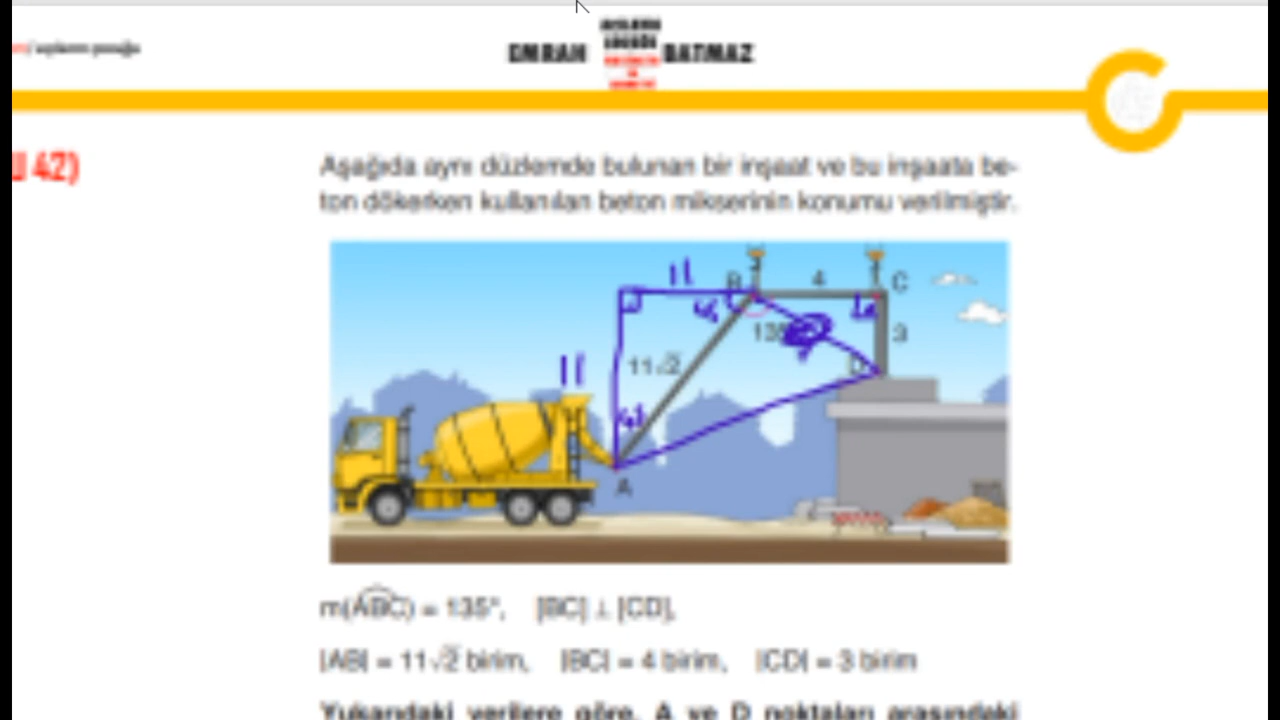 EMRAH
BATMAZ
U 42)
Aşağıda aynı düzlemde bulunan bir inşaat ve bu inşaata be-
ton dökerken kullanılan beton mikserinin konumu verilmiştir.
11
B
4
C
45
135
3
11
11√2
D
45
A
m(ABC) = 135°, [BC] ⊥ [CD],
|AB| = 11√2 birim, |BC| = 4 birim, |CD| = 3 birim
Yukarıdaki verilere göre, A ve D noktaları arasındaki